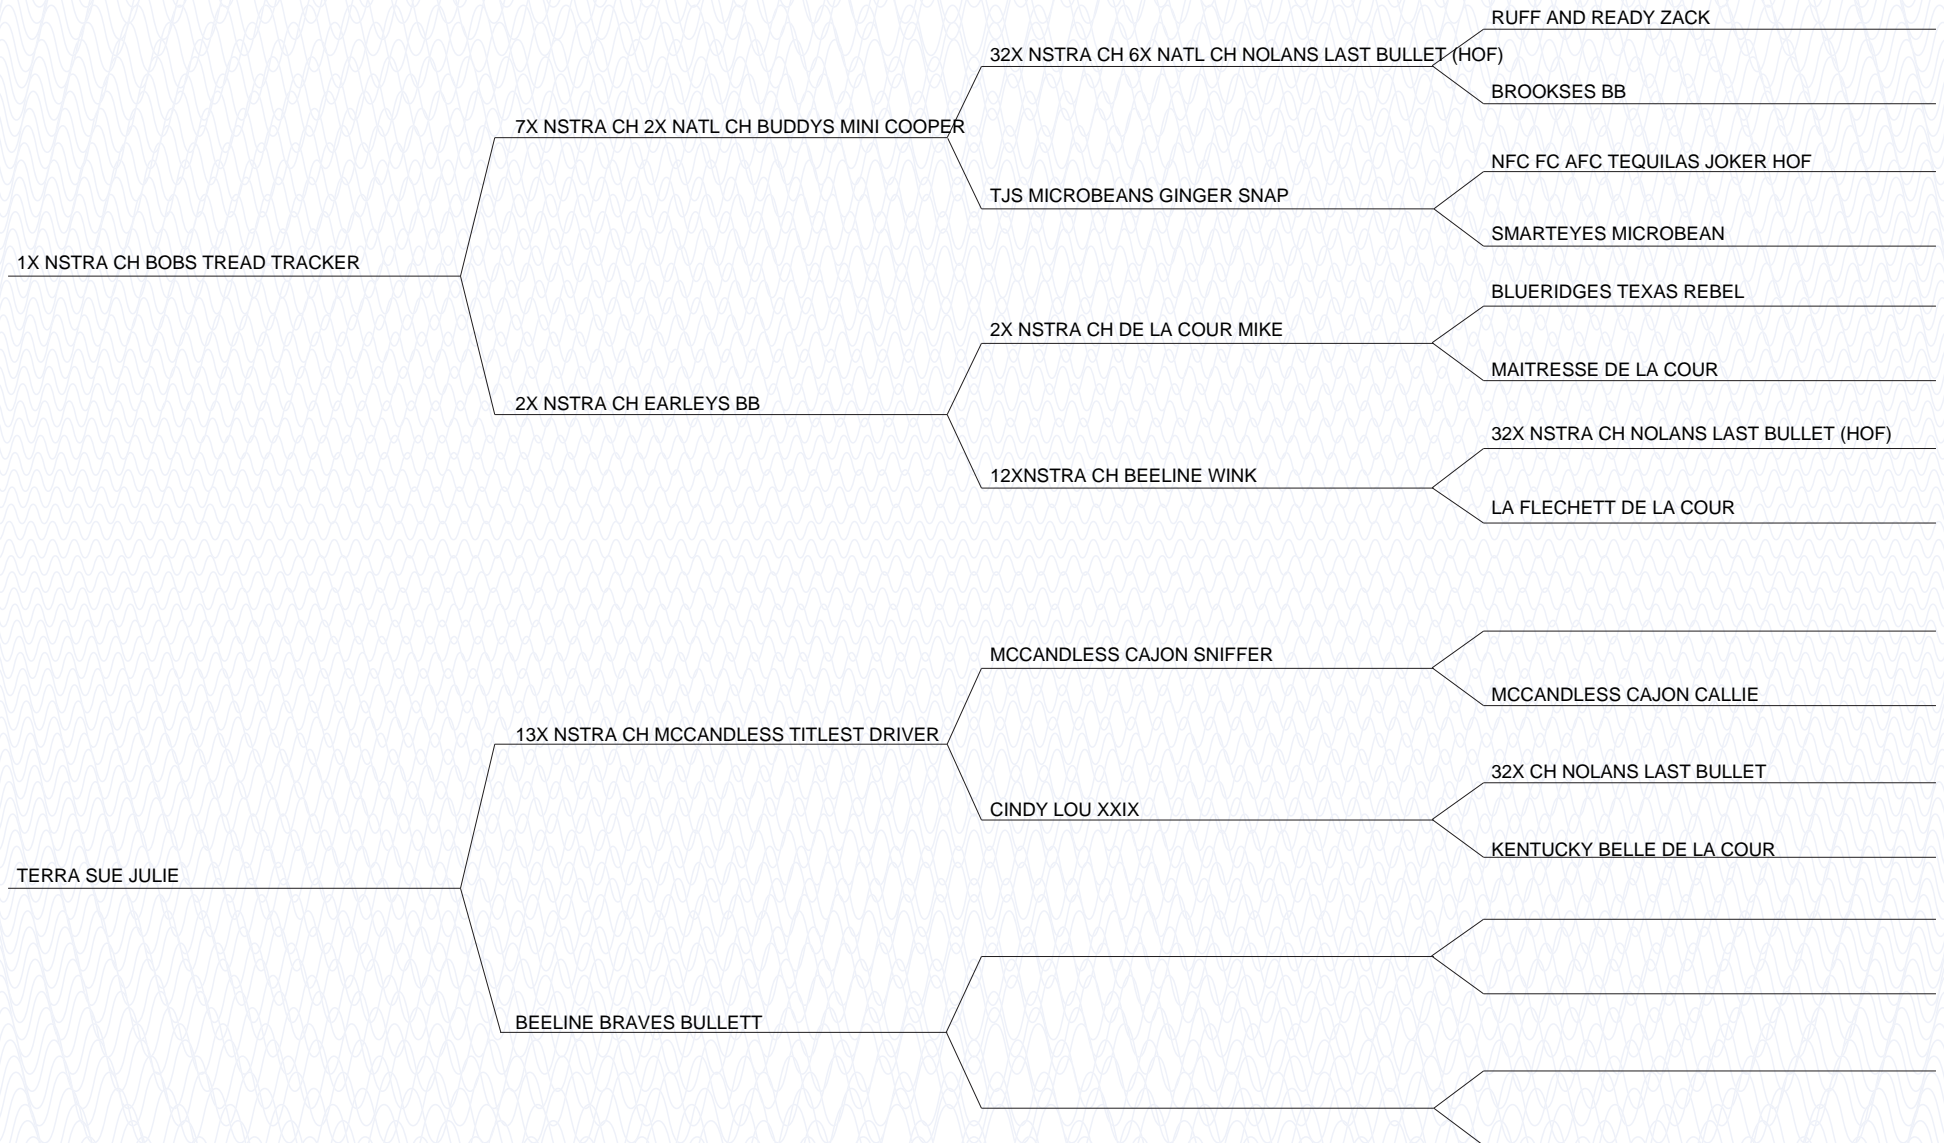 RUFF AND READY ZACK
32X NSTRA CH 6X NATL CH NOLANS LAST BULLET (HOF)
BROOKSES BB
7X NSTRA CH 2X NATL CH BUDDYS MINI COOPER
NFC FC AFC TEQUILAS JOKER HOF
TJS MICROBEANS GINGER SNAP
SMARTEYES MICROBEAN
1X NSTRA CH BOBS TREAD TRACKER
BLUERIDGES TEXAS REBEL
2X NSTRA CH DE LA COUR MIKE
MAITRESSE DE LA COUR
2X NSTRA CH EARLEYS BB
32X NSTRA CH NOLANS LAST BULLET (HOF)
12XNSTRA CH BEELINE WINK
LA FLECHETT DE LA COUR
MCCANDLESS CAJON SNIFFER
MCCANDLESS CAJON CALLIE
13X NSTRA CH MCCANDLESS TITLEST DRIVER
32X CH NOLANS LAST BULLET
CINDY LOU XXIX
KENTUCKY BELLE DE LA COUR
TERRA SUE JULIE
BEELINE BRAVES BULLETT